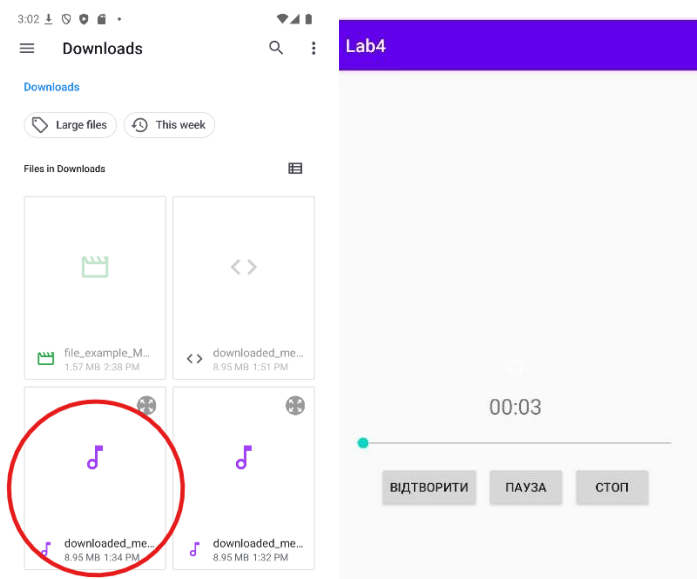 3:02
Downloads
Downloads
Large files
This week
Files in Downloads
file_example_M...
1.57 MB 2:38 PM
downloaded_me...
8.95 MB 1:51 PM
downloaded_me...
8.95 MB 1:34 PM
downloaded_me...
8.95 MB 1:32 PM
Lab4
00:03
ВІДТВОРИТИ
ПАУЗА
СТОП